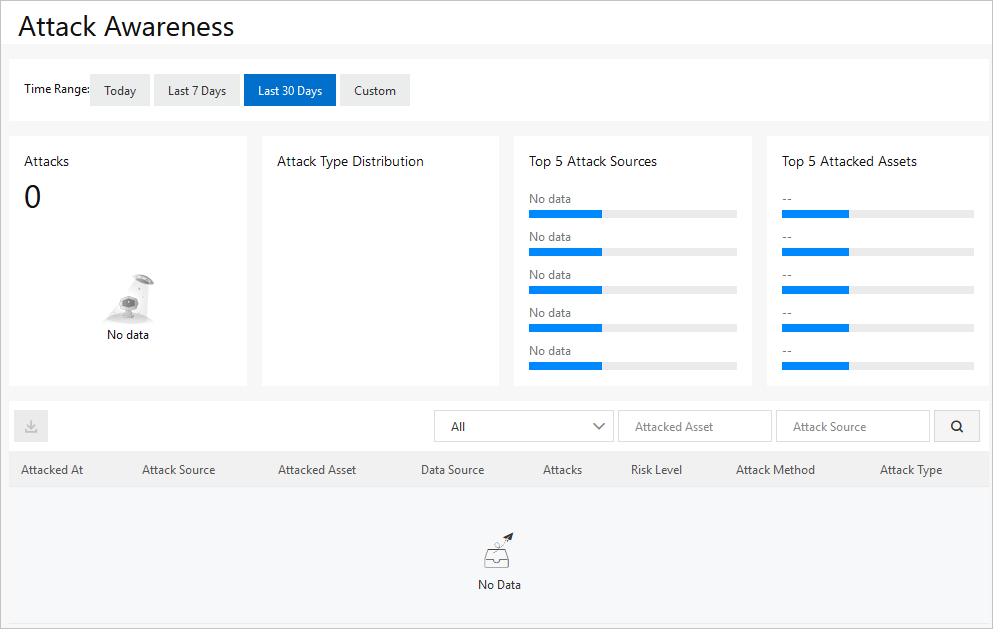 Attack Awareness
Time Range: Today Last 7 Days Last 30 Days Custom
Attacks
0
No data
Attack Type Distribution
Top 5 Attack Sources
No data
No data
No data
No data
No data
Top 5 Attacked Assets
--
--
--
--
--
All Attacked Asset Attack Source
Attacked At Attack Source Attacked Asset Data Source Attacks Risk Level Attack Method Attack Type
No Data